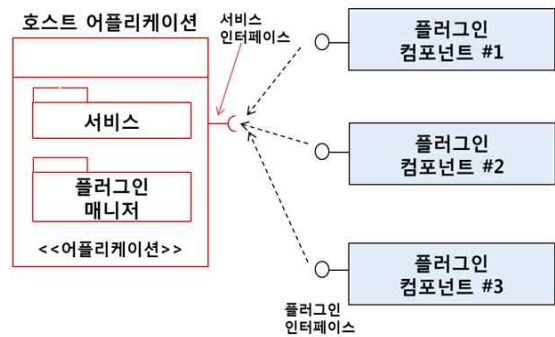 호스트 어플리케이션
서비스
인터페이스
서비스
플러그인
매니저
<<어플리케이션>>
플러그인
컴포넌트 #1
플러그인
컴포넌트 #2
플러그인
컴포넌트 #3
플러그인
인터페이스